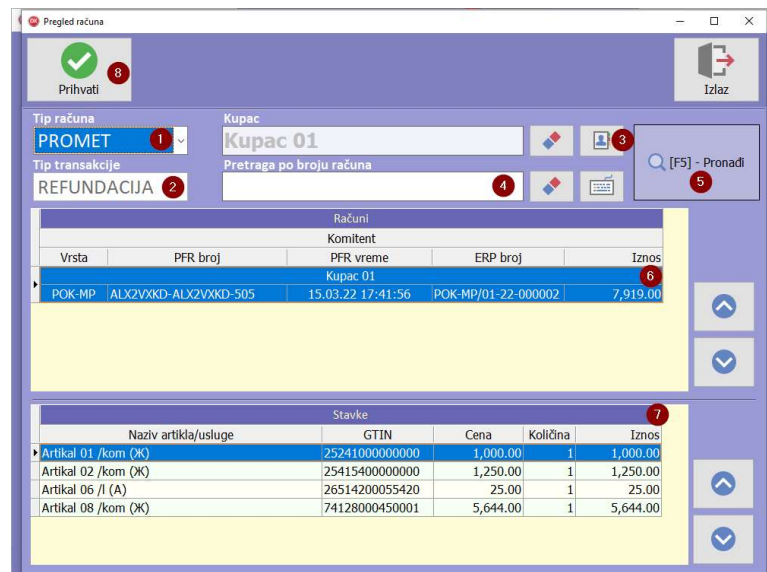 Pregled računa
Prihvati 8 Izlaz
Tip računa Kupac
PROMET 1 Kupac 01 3
Tip transakcije Pretraga po broju računa
REFUNDACIJA 2 4
[F5] - Pronađi
5
Računi
Komitent
Vrsta PFR broj PFR vreme ERP broj Iznos
Kupac 01 6
POK-MP ALX2VXKD-ALX2VXKD-505 15.03.22 17:41:56 POK-MP/01-22-000002 7,919.00
Stavke 7
Naziv artikla/usluge GTIN Cena Količina Iznos
Artikal 01 /kom (Ж) 25241000000000 1,000.00 1 1,000.00
Artikal 02 /kom (Ж) 25415400000000 1,250.00 1 1,250.00
Artikal 06 /l (A) 26514200055420 25.00 1 25.00
Artikal 08 /kom (Ж) 74128000450001 5,644.00 1 5,644.00